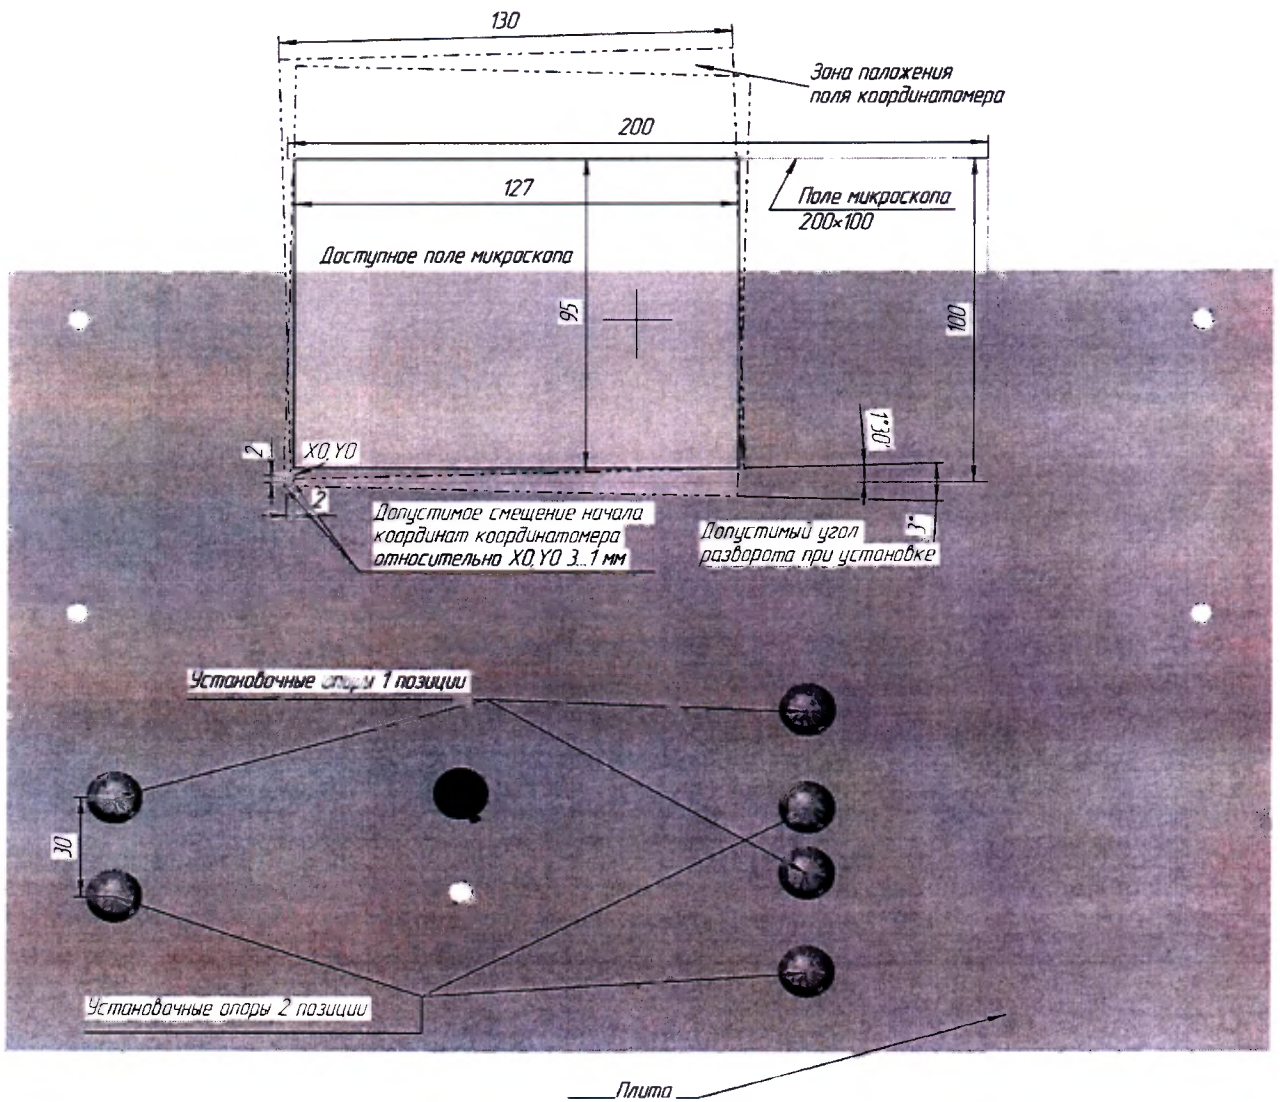 130
Зона положения
поля координатомера
200
127
Поле микроскопа
200×100
Доступное поле микроскопа
95
100
1°30'
2
X0,Y0
2
Допустимое смещение начала
координат координатомера
относительно X0,Y0 3...1 мм
Допустимый угол
разворота при установке
3°
Установочные опоры 1 позиции
30
Установочные опоры 2 позиции
Плита